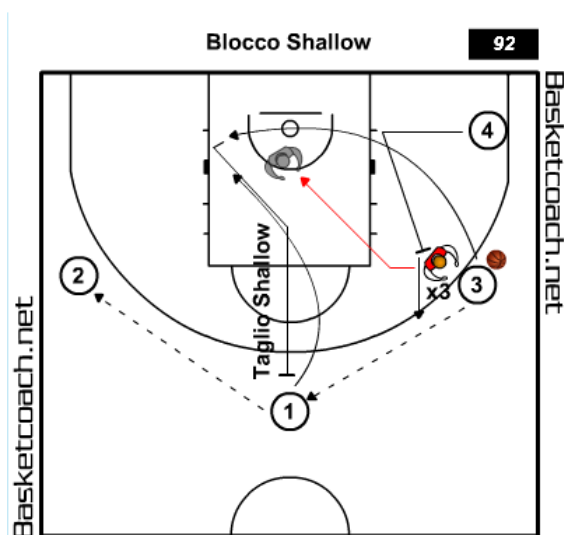 Blocco Shallow
92
Basketcoach.net
4
2
Taglio Shallow
x3
3
1
Basketcoach.net